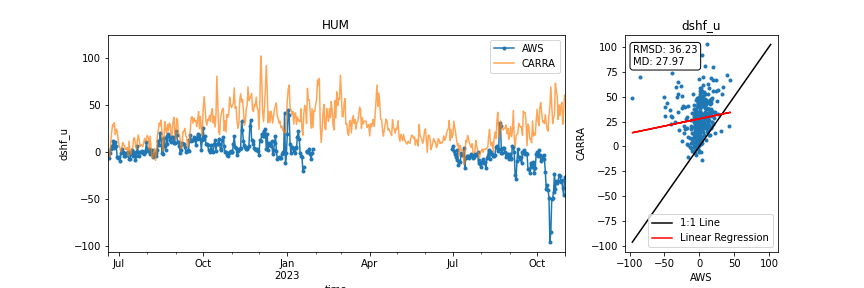 HUM
dshf_u
100
50
0
−50
−100
dshf_u
AWS
CARRA
Jul
Oct
Jan
2023
Apr
Jul
Oct
time
dshf_u
100
75
50
25
0
−25
−50
−75
−100
CARRA
RMSD: 36.23
MD: 27.97
1:1 Line
Linear Regression
−100
−50
0
50
100
AWS